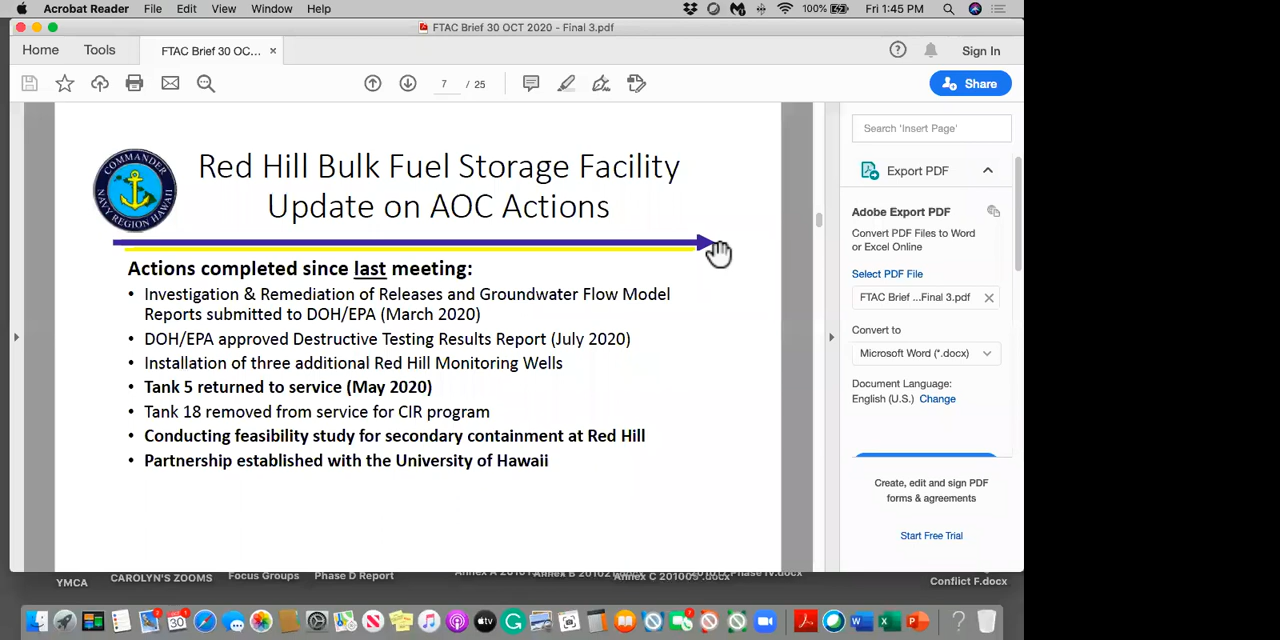 Acrobat Reader File Edit View Window Help 100% Fri 1:45 PM
FTAC Brief 30 OCT 2020 - Final 3.pdf
Home Tools FTAC Brief 30 OC... × Sign In
7 / 25 Share
COMMANDER
NAVY REGION HAWAII
Red Hill Bulk Fuel Storage Facility
Update on AOC Actions
Actions completed since last meeting:
• Investigation & Remediation of Releases and Groundwater Flow Model
Reports submitted to DOH/EPA (March 2020)
• DOH/EPA approved Destructive Testing Results Report (July 2020)
• Installation of three additional Red Hill Monitoring Wells
• Tank 5 returned to service (May 2020)
• Tank 18 removed from service for CIR program
• Conducting feasibility study for secondary containment at Red Hill
• Partnership established with the University of Hawaii
Search 'Insert Page'
Export PDF
Adobe Export PDF
Convert PDF Files to Word
or Excel Online
Select PDF File
FTAC Brief ...Final 3.pdf
Convert to
Microsoft Word (*.docx)
Document Language:
English (U.S.) Change
Create, edit and sign PDF
forms & agreements
Start Free Trial
YMCA CAROLYN'S ZOOMS Focus Groups Phase D Report Conflict F.docx
30